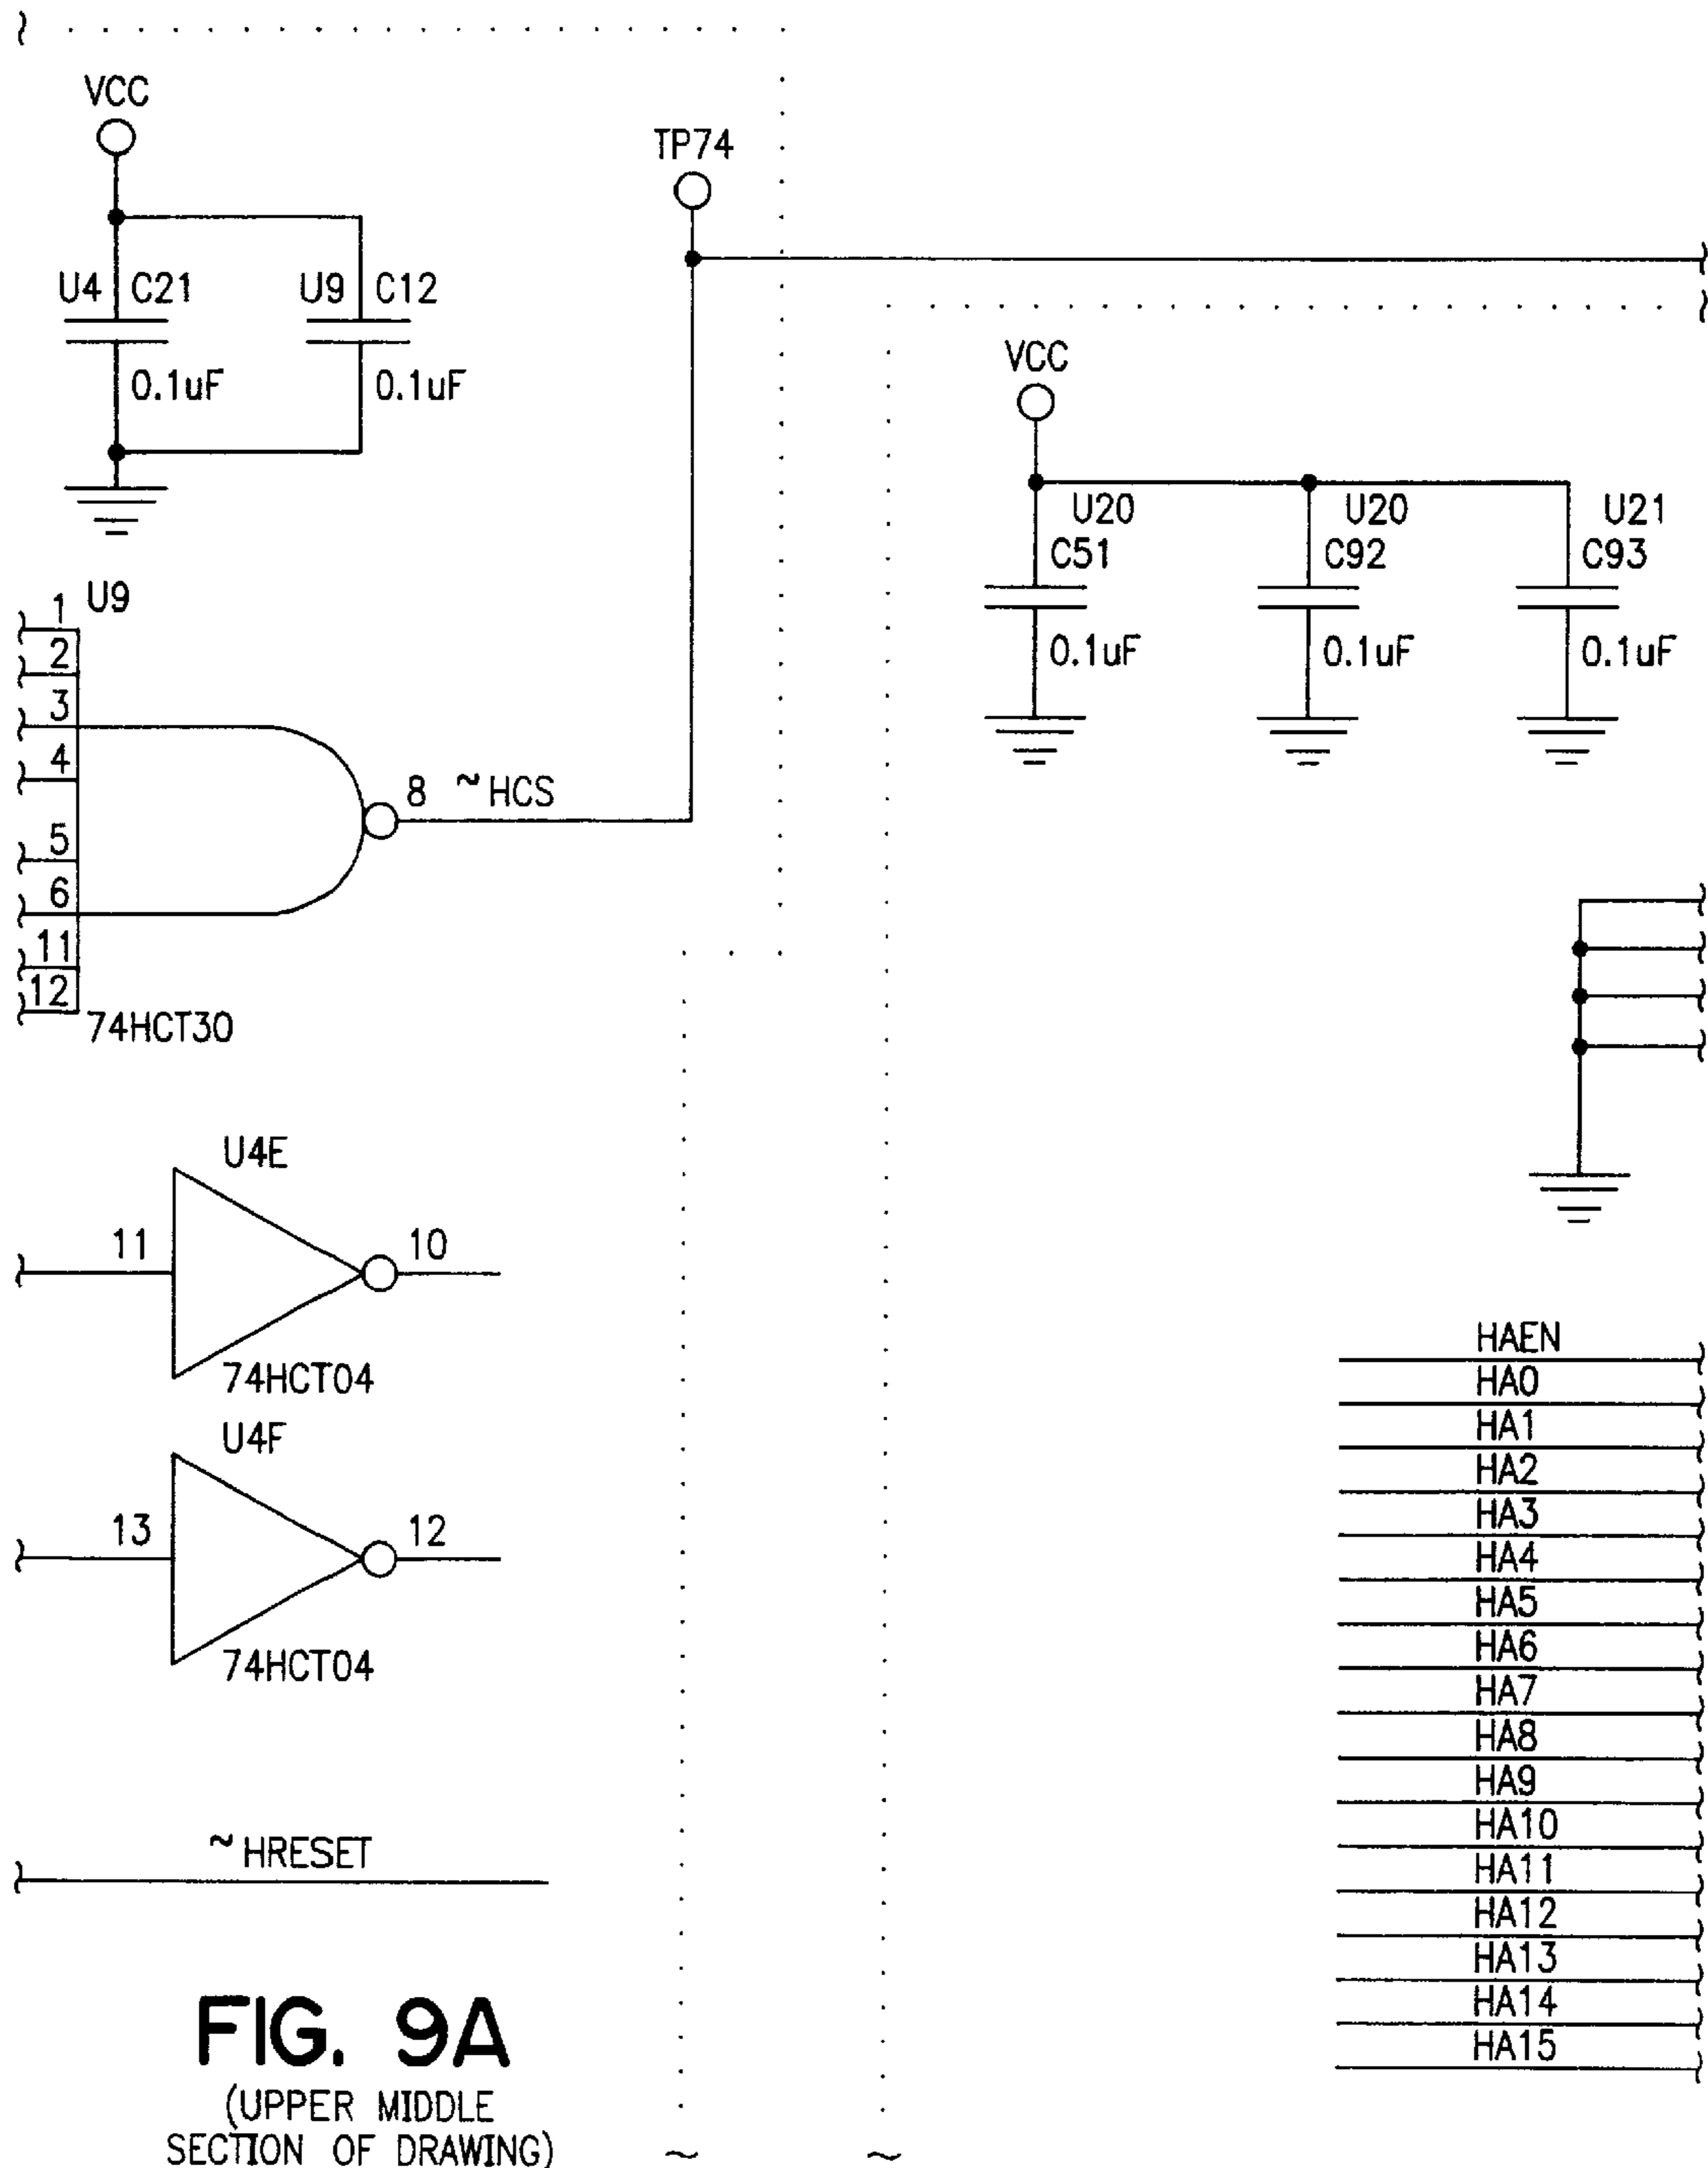 VCC
TP74
U4 C21 U9 C12
0.1uF 0.1uF
VCC
U20 U20 U21
C51 C92 C93
0.1uF 0.1uF 0.1uF
U9
1
2
3
4
8 ~HCS
5
6
11
12
74HCT30
U4E
11 10
74HCT04
U4F
13 12
74HCT04
~HRESET
HAEN
HA0
HA1
HA2
HA3
HA4
HA5
HA6
HA7
HA8
HA9
HA10
HA11
HA12
HA13
HA14
HA15
FIG. 9A
(UPPER MIDDLE
SECTION OF DRAWING)